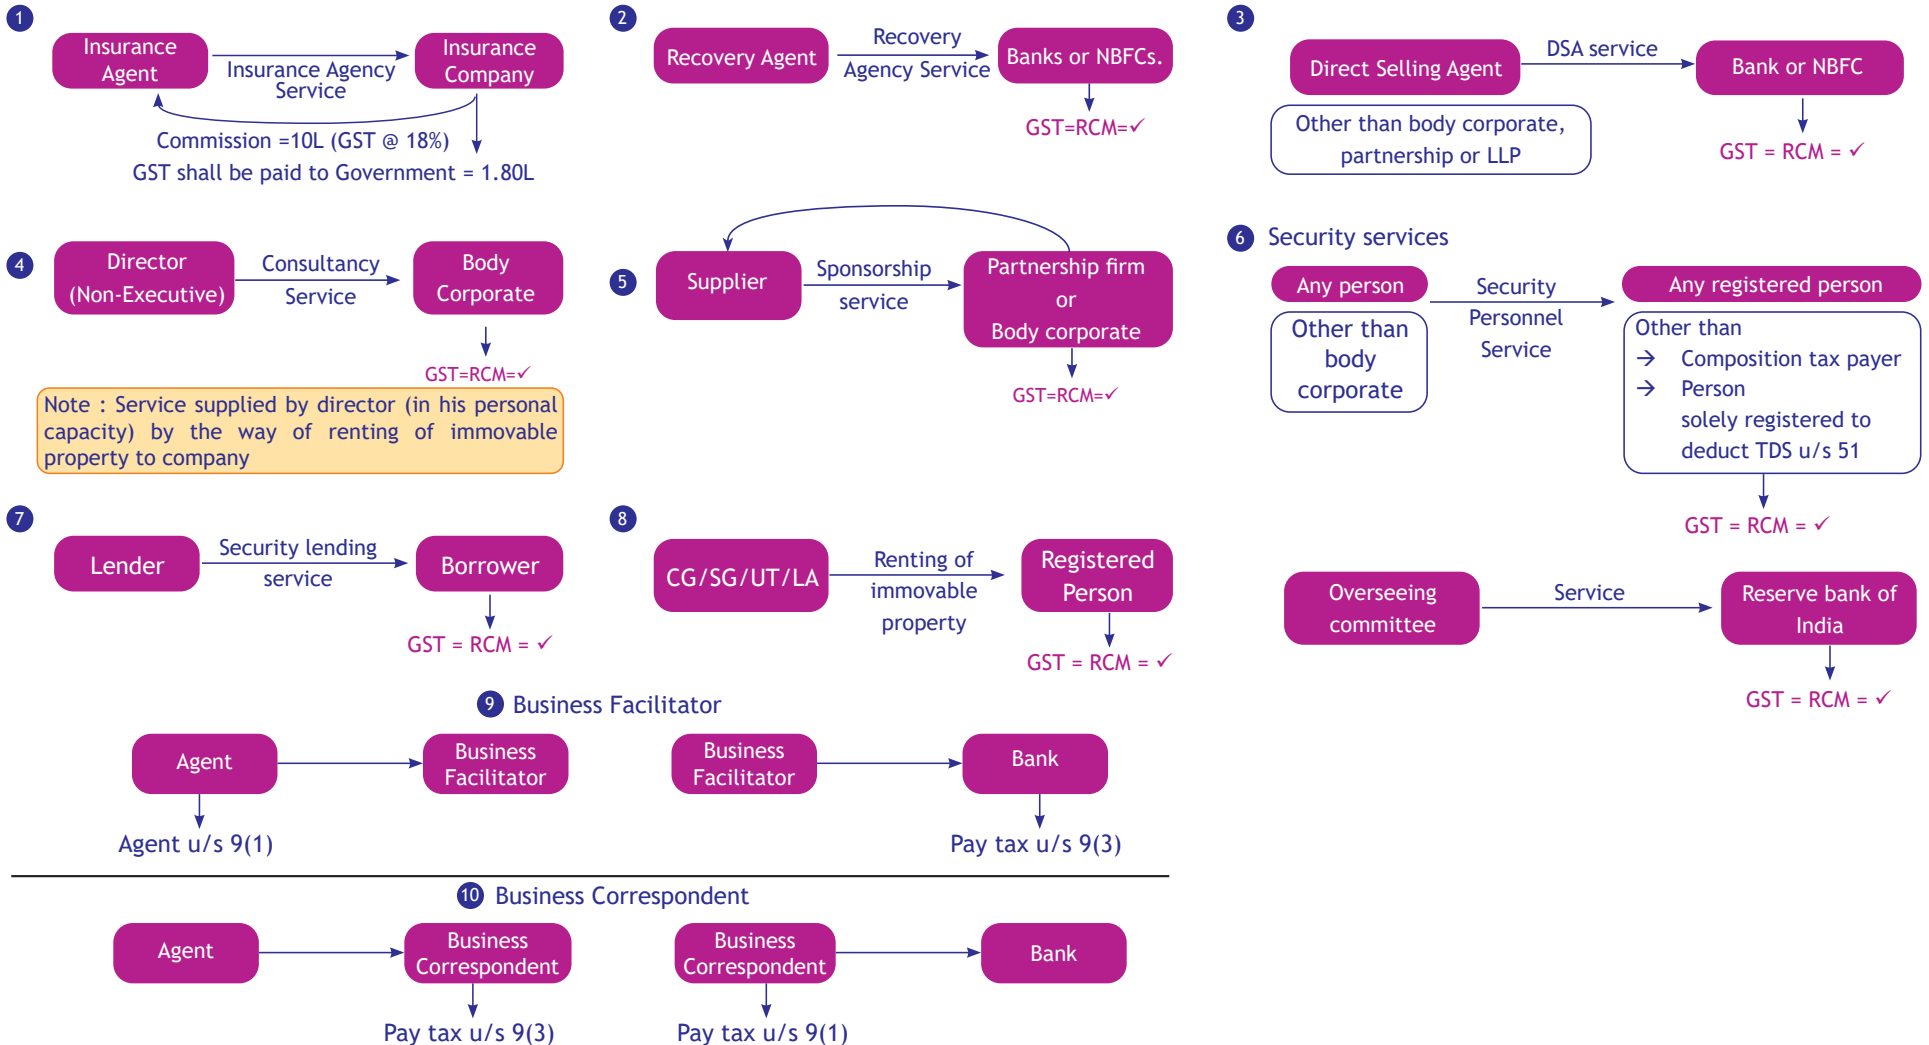 1
Insurance
Agent
Insurance Agency
Service
Insurance
Company
Commission =10L (GST @ 18%)
GST shall be paid to Government = 1.80L
2
Recovery Agent
Recovery
Agency Service
Banks or NBFCs.
GST=RCM=✓
3
Direct Selling Agent
DSA service
Bank or NBFC
Other than body corporate,
partnership or LLP
GST = RCM = ✓
4
Director
(Non-Executive)
Consultancy
Service
Body
Corporate
GST=RCM=✓
Note : Service supplied by director (in his personal
capacity) by the way of renting of immovable
property to company
5
Supplier
Sponsorship
service
Partnership firm
or
Body corporate
GST=RCM=✓
6 Security services
Any person
Security
Personnel
Service
Any registered person
Other than
body
corporate
Other than
→ Composition tax payer
→ Person
solely registered to
deduct TDS u/s 51
GST = RCM = ✓
7
Lender
Security lending
service
Borrower
GST = RCM = ✓
8
CG/SG/UT/LA
Renting of
immovable
property
Registered
Person
GST = RCM = ✓
Overseeing
committee
Service
Reserve bank of
India
GST = RCM = ✓
9 Business Facilitator
Agent
Business
Facilitator
Business
Facilitator
Bank
Agent u/s 9(1)
Pay tax u/s 9(3)
10 Business Correspondent
Agent
Business
Correspondent
Business
Correspondent
Bank
Pay tax u/s 9(3)
Pay tax u/s 9(1)